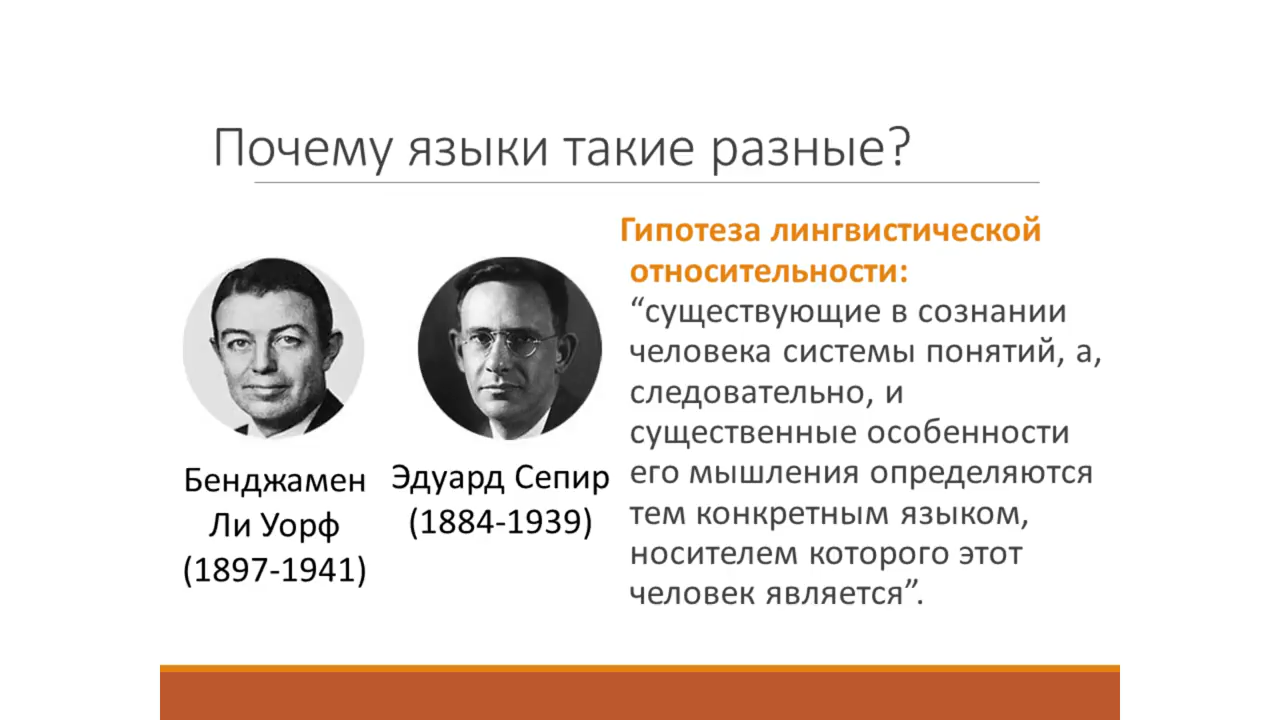 Почему языки такие разные?
Бенджамен
Ли Уорф
(1897-1941)
Эдуард Сепир
(1884-1939)
Гипотеза лингвистической
относительности:
“существующие в сознании
человека системы понятий, а,
следовательно, и
существенные особенности
его мышления определяются
тем конкретным языком,
носителем которого этот
человек является”.